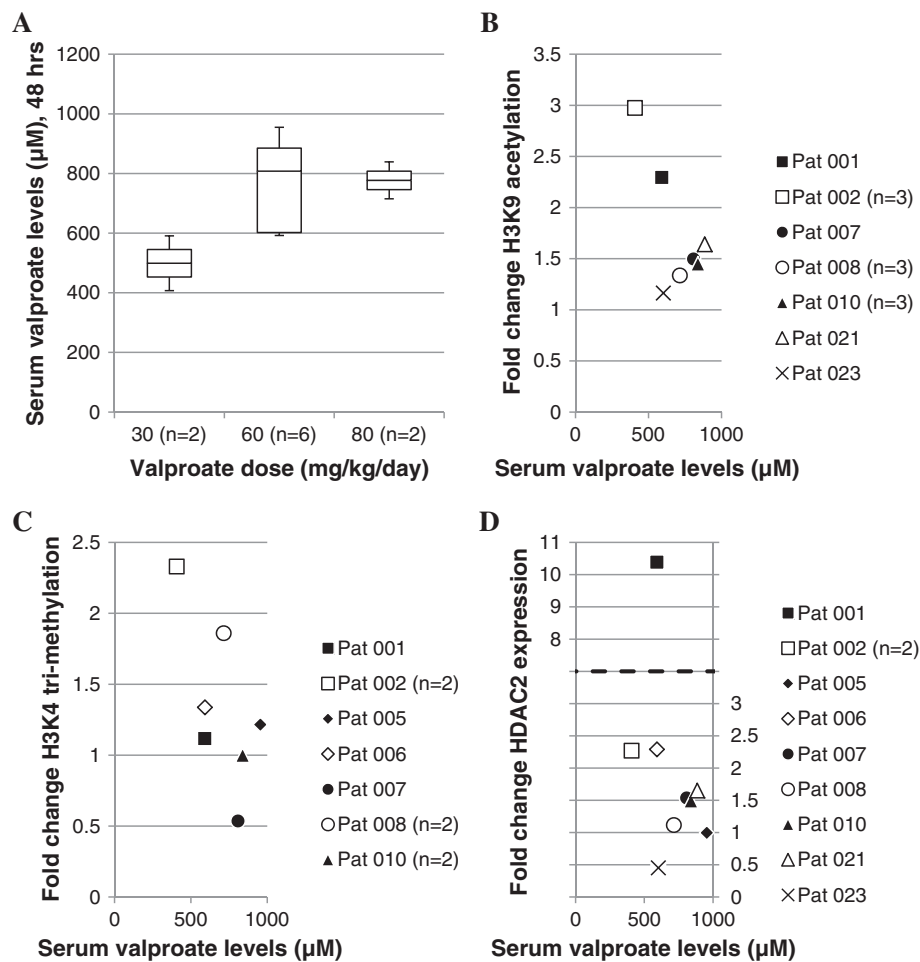 A
Serum valproate levels (µM), 48 hrs
1200
1000
800
600
400
200
0
30 (n=2)
60 (n=6)
80 (n=2)
Valproate dose (mg/kg/day)
B
Fold change H3K9 acetylation
3.5
3
2.5
2
1.5
1
0.5
0
0
500
1000
Serum valproate levels (µM)
Pat 001
Pat 002 (n=3)
Pat 007
Pat 008 (n=3)
Pat 010 (n=3)
Pat 021
Pat 023
C
Fold change H3K4 tri-methylation
2.5
2
1.5
1
0.5
0
0
500
1000
Serum valproate levels (µM)
Pat 001
Pat 002 (n=2)
Pat 005
Pat 006
Pat 007
Pat 008 (n=2)
Pat 010 (n=2)
D
Fold change HDAC2 expression
11
10
9
8
7
3
2.5
2
1.5
1
0.5
0
0
500
1000
Serum valproate levels (µM)
Pat 001
Pat 002 (n=2)
Pat 005
Pat 006
Pat 007
Pat 008
Pat 010
Pat 021
Pat 023